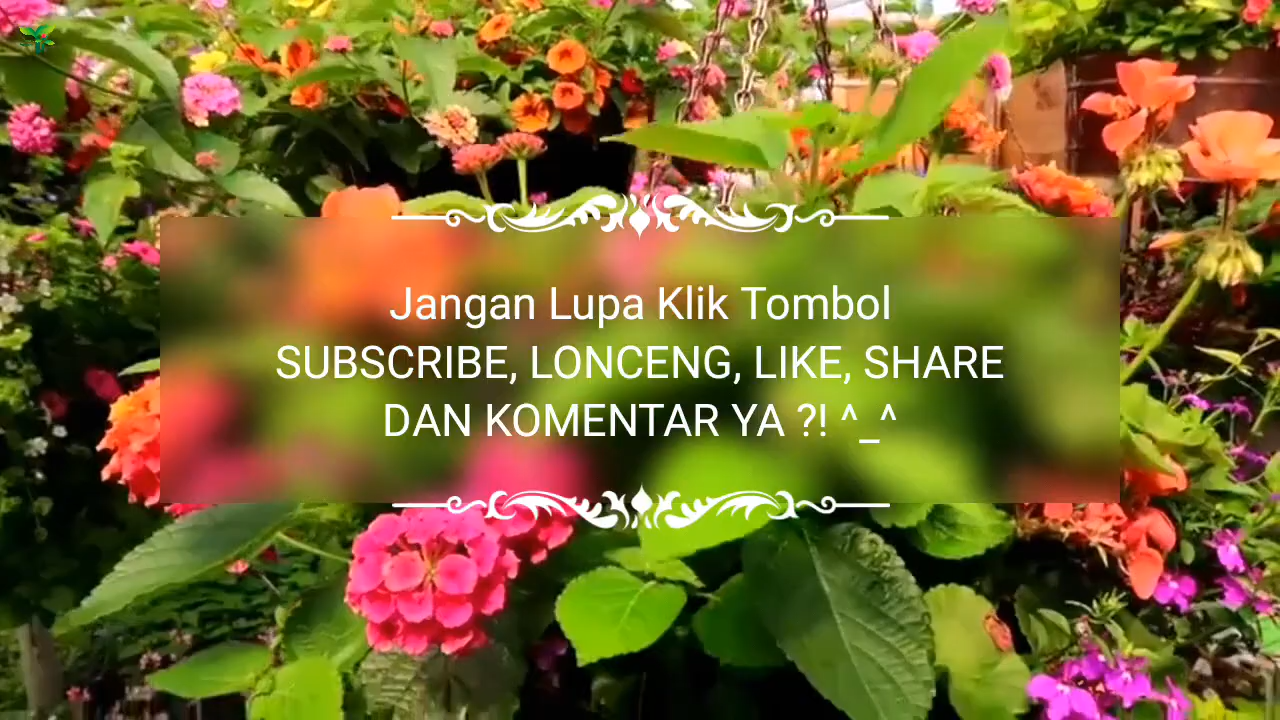 Jangan Lupa Klik Tombol
SUBSCRIBE, LONCENG, LIKE, SHARE
DAN KOMENTAR YA ?! ^_^